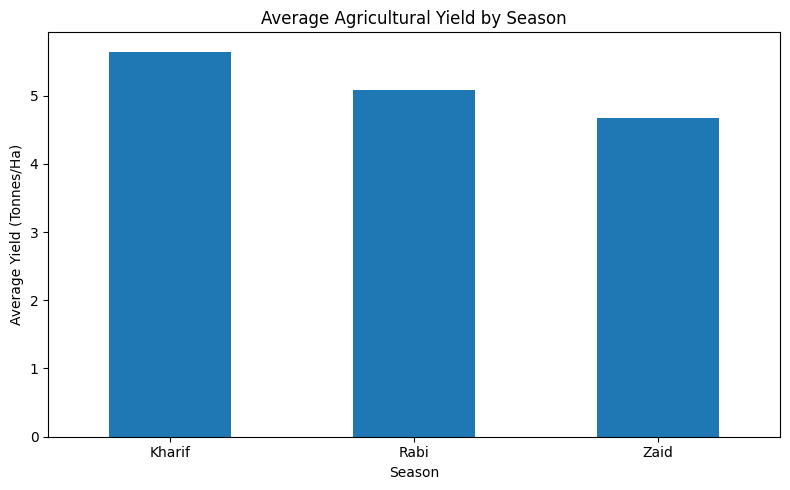 Average Agricultural Yield by Season
Average Yield (Tonnes/Ha)
5
4
3
2
1
0
Kharif Rabi Zaid
Season